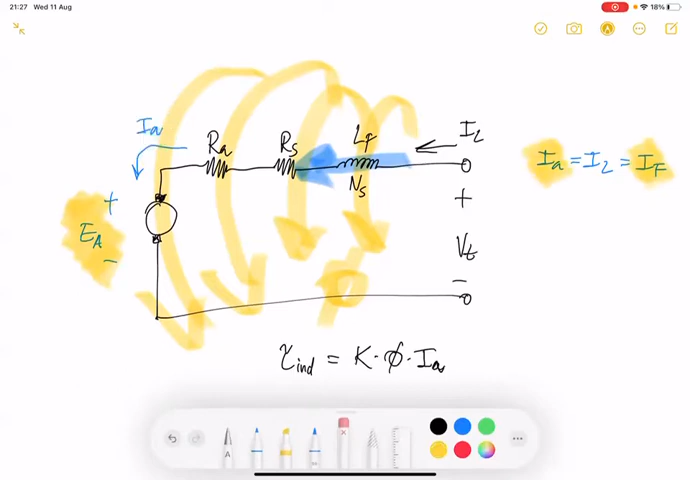 21:27 Wed 11 Aug
18%
Ia
Ra
Rs
LF
IL
Ia = IL = IF
Ns
+
EA
−
+
Vt
−
φ
τind = K·φ·Ia
A